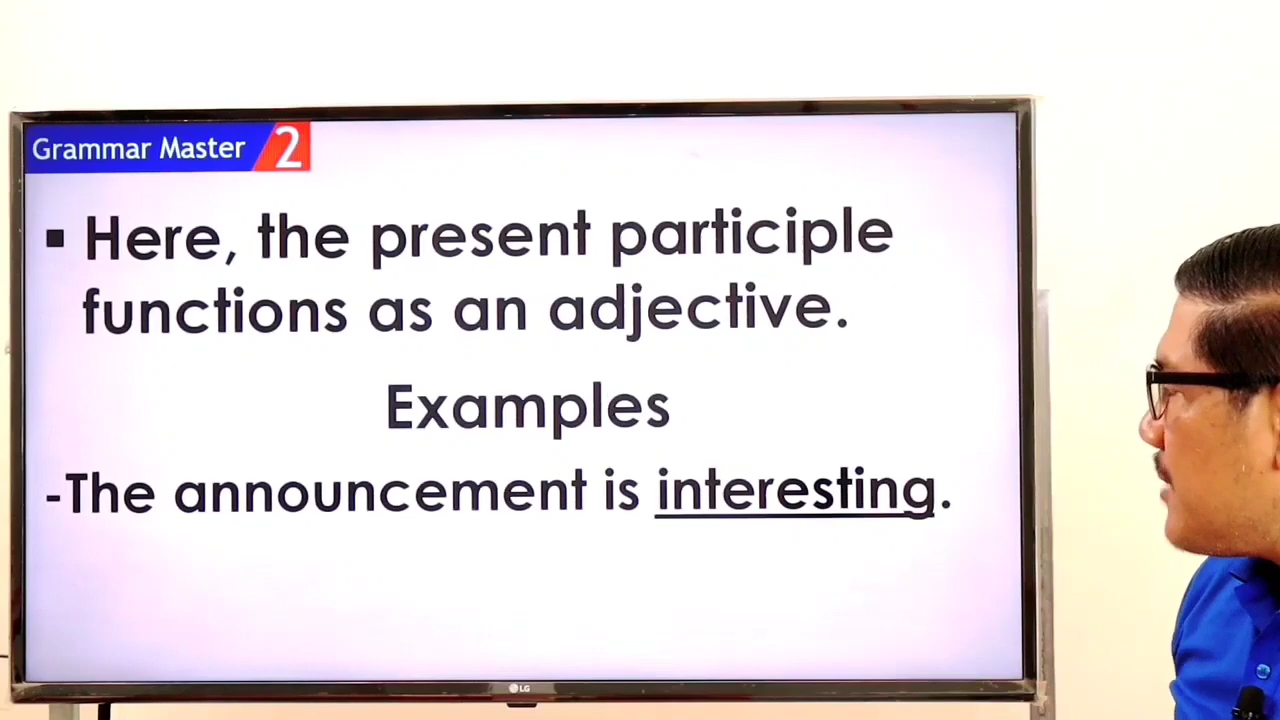 Grammar Master 2
▪ Here, the present participle
functions as an adjective.
Examples
-The announcement is interesting.
LG